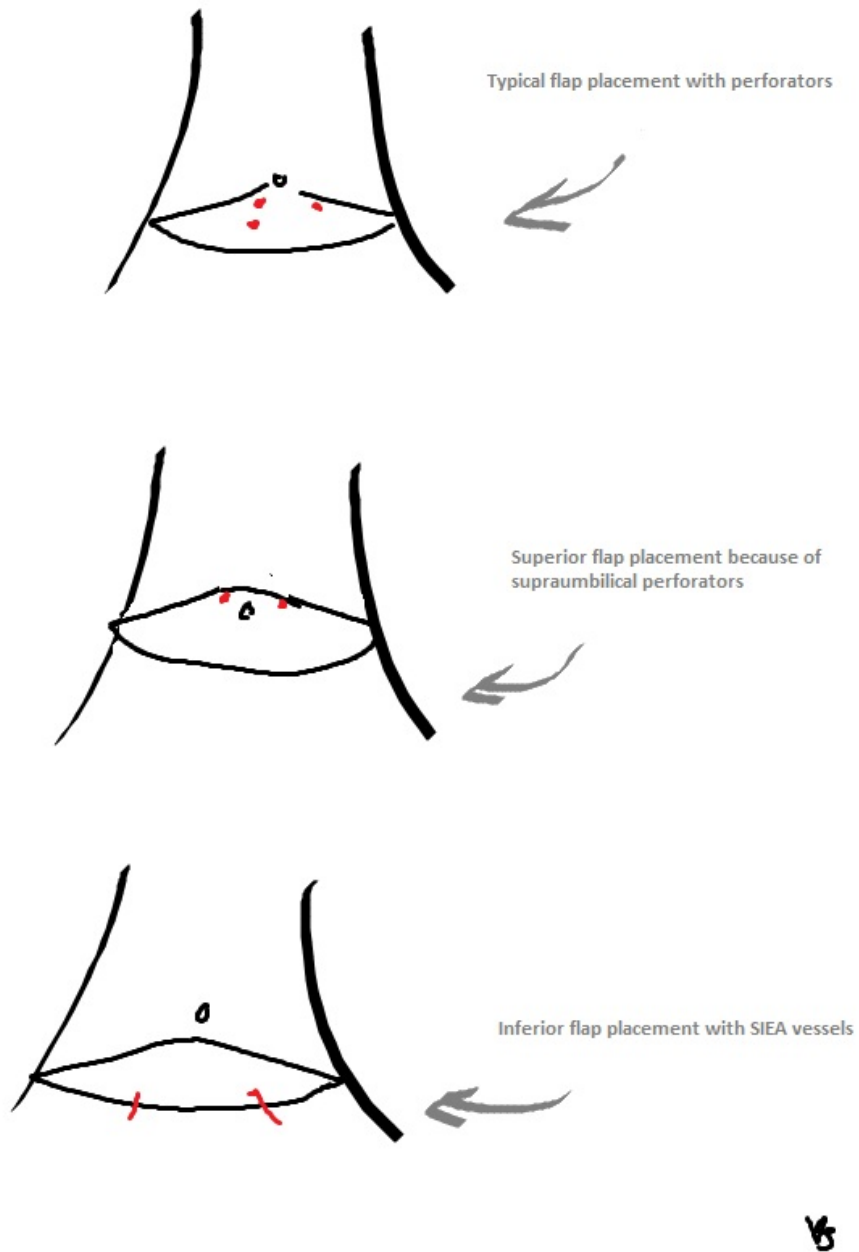 Typical flap placement with perforators
Superior flap placement because of
supraumbilical perforators
Inferior flap placement with SIEA vessels